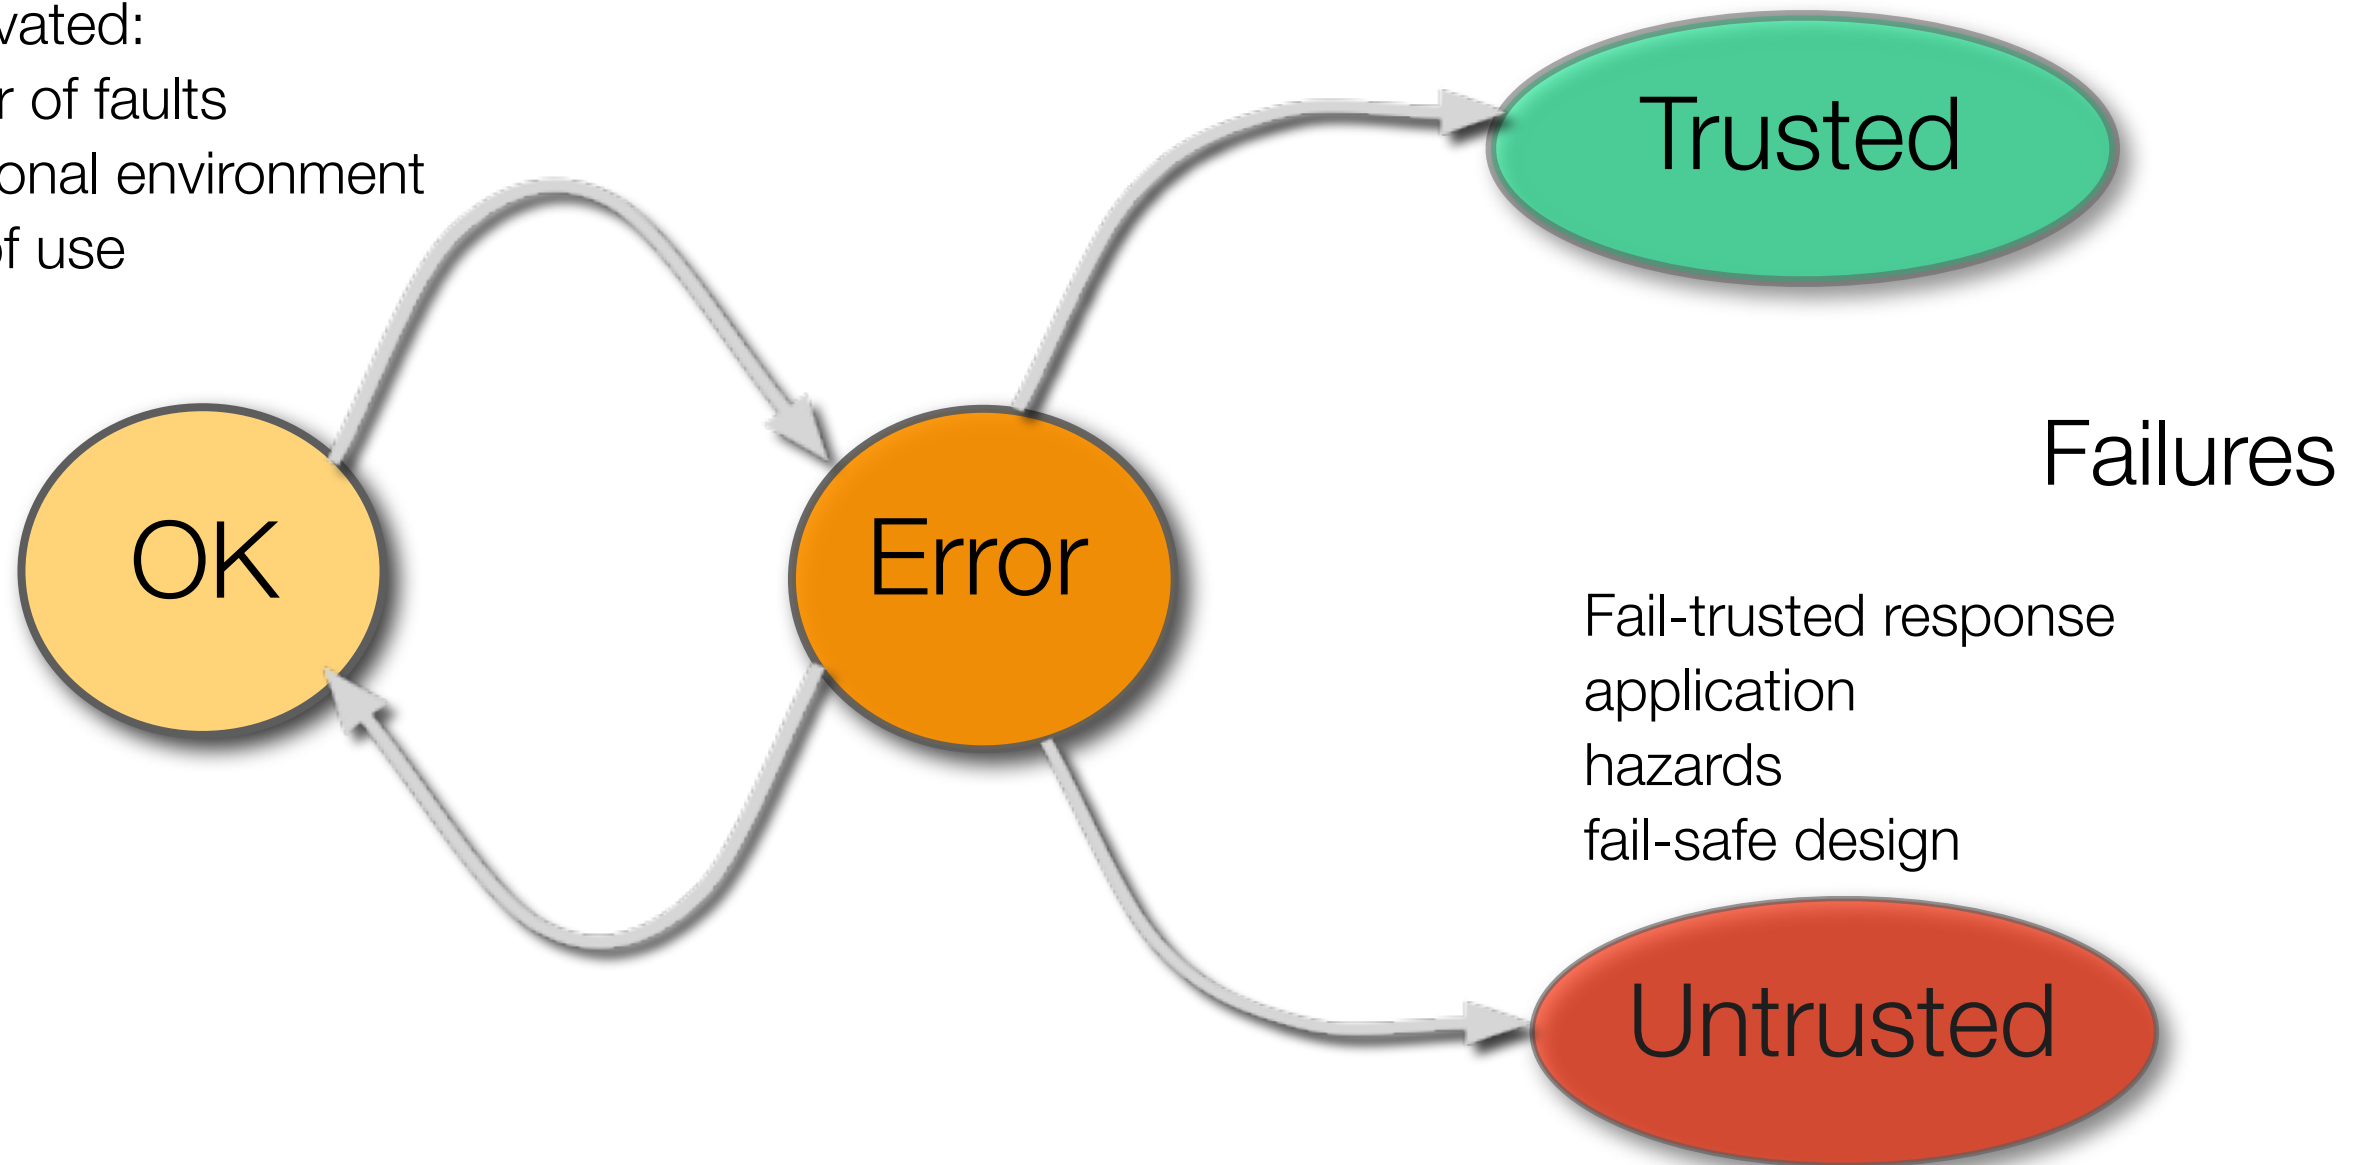 vated:
r of faults
onal environment
of use
Trusted
Failures
OK
Error
Fail-trusted response
application
hazards
fail-safe design
Untrusted